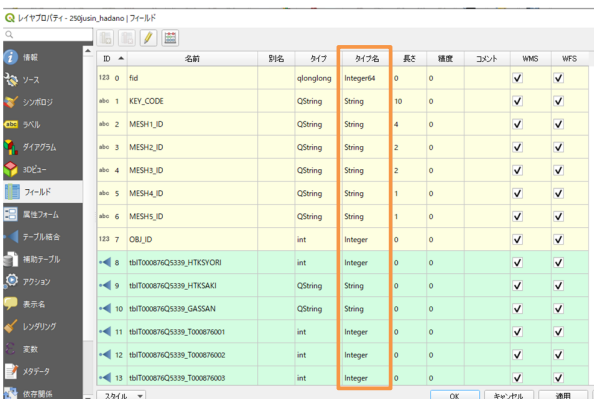 レイヤプロパティ - 250jusin_hadano | フィールド
情報
ソース
シンボロジ
abc ラベル
ダイアグラム
3Dビュー
フィールド
属性フォーム
テーブル結合
補助テーブル
アクション
表示名
レンダリング
変数
メタデータ
依存関係
ID 名前 別名 タイプ タイプ名 長さ 精度 コメント WMS WFS
123 0 fid qlonglong Integer64 0 0
abc 1 KEY_CODE QString String 10 0
abc 2 MESH1_ID QString String 4 0
abc 3 MESH2_ID QString String 2 0
abc 4 MESH3_ID QString String 2 0
abc 5 MESH4_ID QString String 1 0
abc 6 MESH5_ID QString String 1 0
123 7 OBJ_ID int Integer 0 0
8 tblT000876Q5339_HTKSYORI int Integer 0 0
9 tblT000876Q5339_HTKSAKI QString String 0 0
10 tblT000876Q5339_GASSAN QString String 0 0
11 tblT000876Q5339_T000876001 int Integer 0 0
12 tblT000876Q5339_T000876002 int Integer 0 0
13 tblT000876Q5339_T000876003 int Integer 0 0
スタイル OK キャンセル 適用